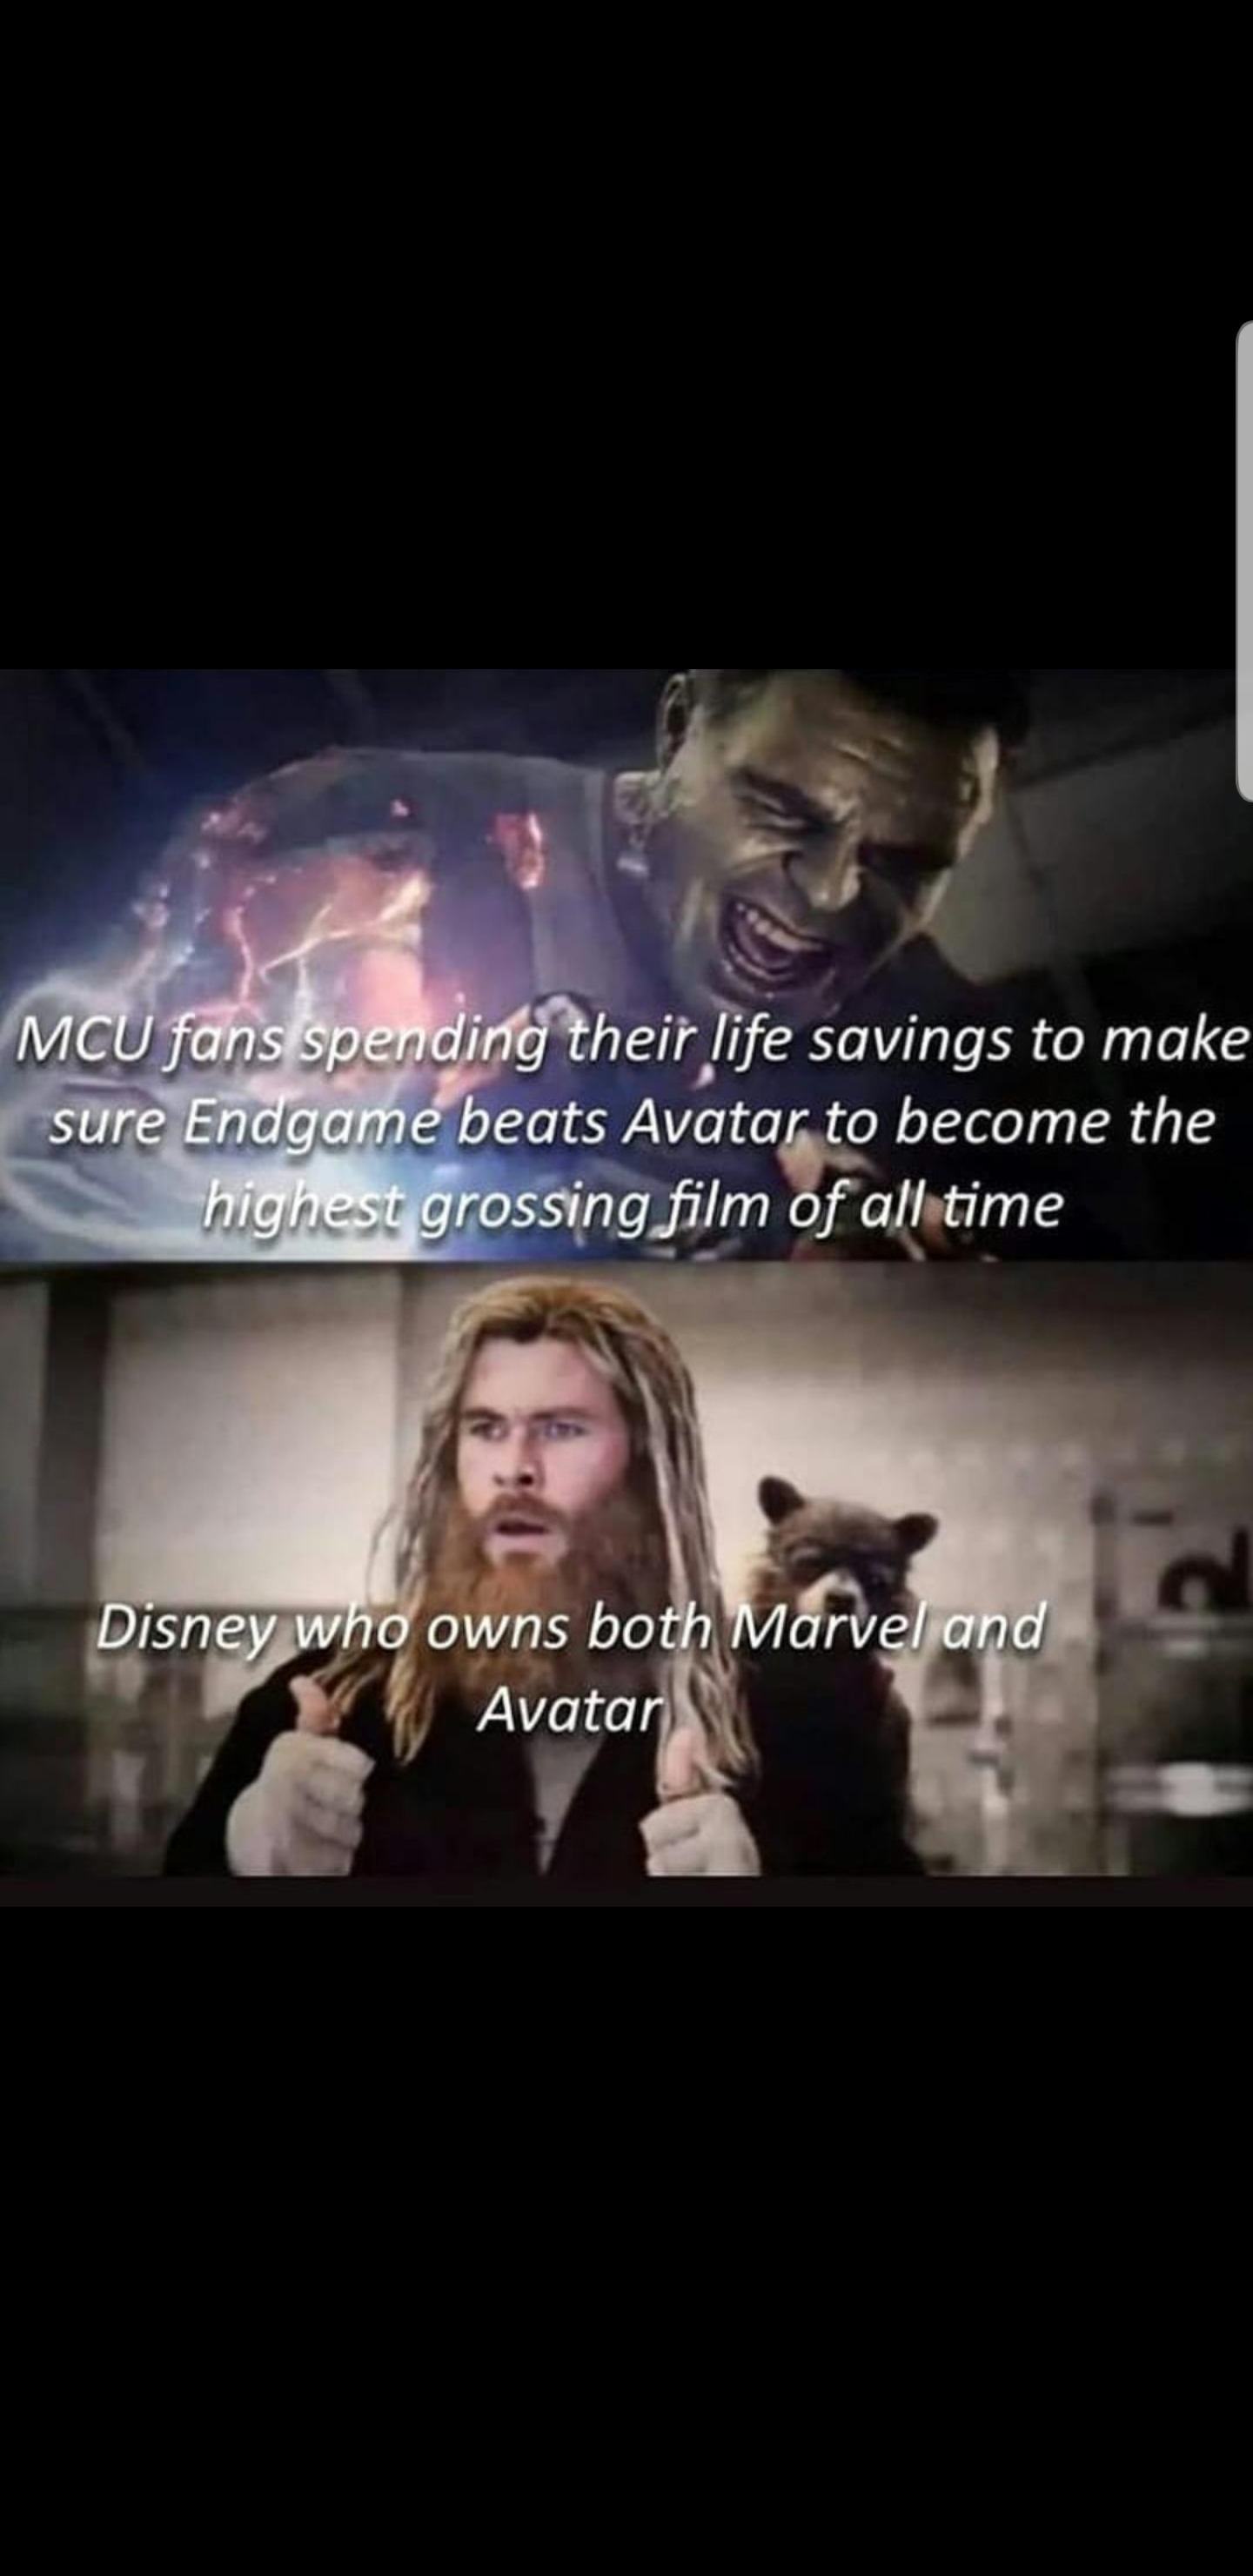 MCU fans spending their life savings to make
sure Endgame beats Avatar to become the
highest grossing film of all time
Disney who owns both Marvel and
Avatar